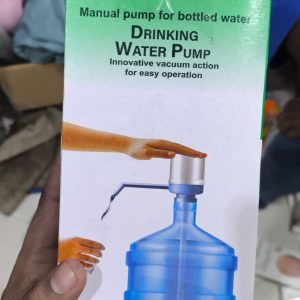 Manual pump for bottled water
DRINKING
WATER PUMP
Innovative vacuum action
for easy operation